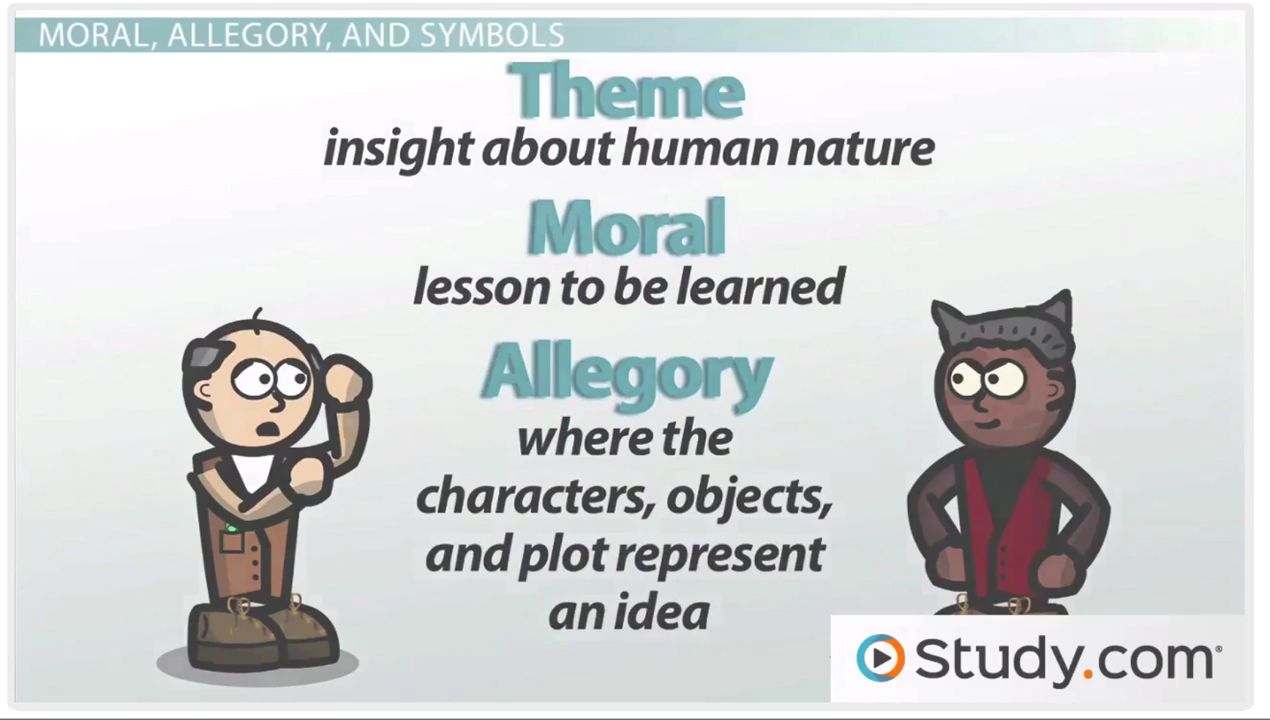 MORAL, ALLEGORY, AND SYMBOLS
Theme
insight about human nature
Moral
lesson to be learned
Allegory
where the
characters, objects,
and plot represent
an idea
Study.com®